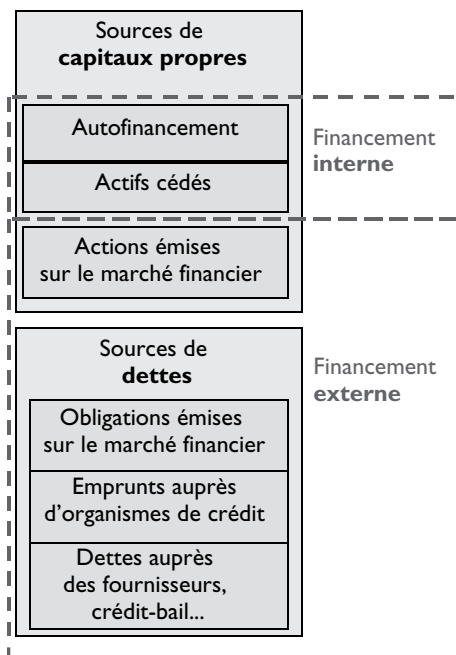 Sources de
capitaux propres
Autofinancement
Actifs cédés
Financement
interne
Actions émises
sur le marché financier
Sources de
dettes
Financement
externe
Obligations émises
sur le marché financier
Emprunts auprès
d'organismes de crédit
Dettes auprès
des fournisseurs,
crédit-bail...